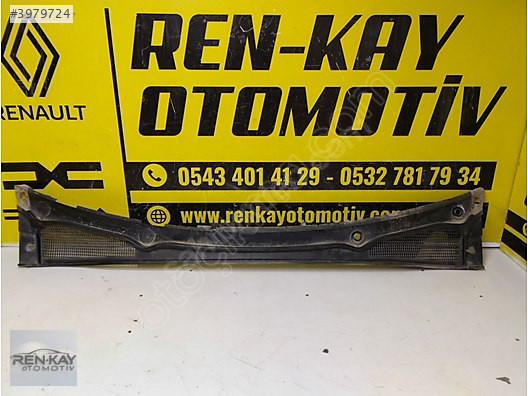 #3979724
REN-KAY
OTOMOTİV
RENAULT
0543 401 41 29 - 0532 781 79 34
www.renkayotomotiv.com
REN-KAY
OTOMOTİV